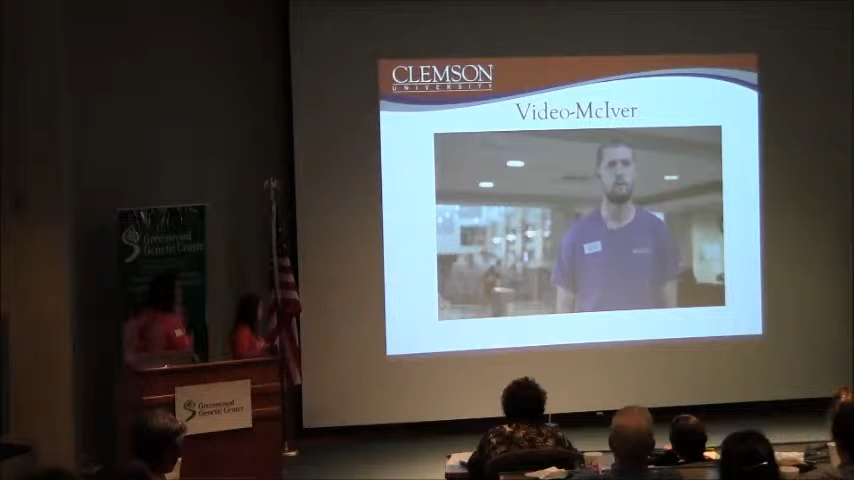 CLEMSON
UNIVERSITY
Video-McIver
Greenwood
Genetic Center
Greenwood
Genetic Center